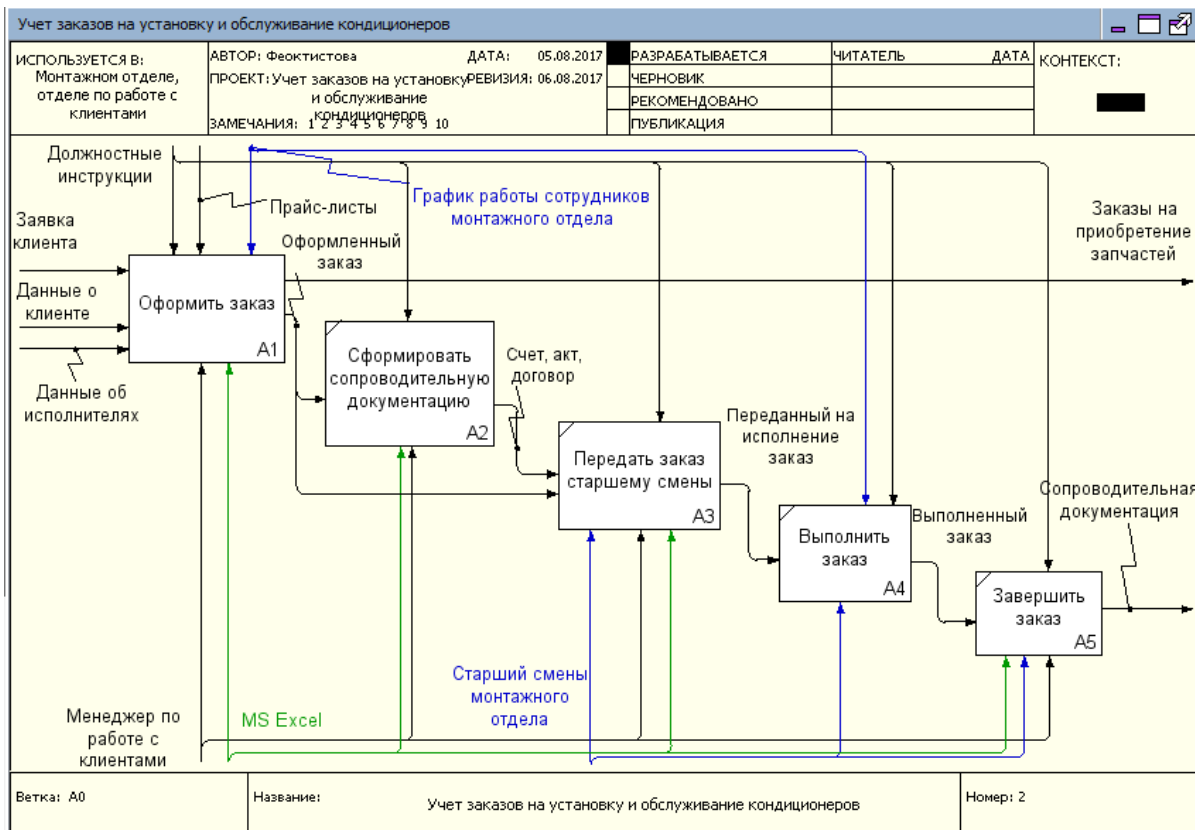 Учет заказов на установку и обслуживание кондиционеров
ИСПОЛЬЗУЕТСЯ В:
Монтажном отделе,
отделе по работе с
клиентами
АВТОР: Феоктистова
ДАТА: 05.08.2017
ПРОЕКТ: Учет заказов на установку
и обслуживание
кондиционеров
РЕВИЗИЯ: 06.08.2017
ЗАМЕЧАНИЯ: 1 2 3 4 5 6 7 8 9 10
РАЗРАБАТЫВАЕТСЯ
ЧЕРНОВИК
РЕКОМЕНДОВАНО
ПУБЛИКАЦИЯ
ЧИТАТЕЛЬ
ДАТА
КОНТЕКСТ:
Должностные
инструкции
Прайс-листы
График работы сотрудников
монтажного отдела
Заявка
клиента
Оформленный
заказ
Заказы на
приобретение
запчастей
Данные о
клиенте
Оформить заказ
A1
Данные об
исполнителях
Сформировать
сопроводительную
документацию
A2
Счет, акт,
договор
Передать заказ
старшему смены
A3
Переданный на
исполнение
заказ
Выполнить
заказ
A4
Выполненный
заказ
Сопроводительная
документация
Завершить
заказ
A5
Старший смены
монтажного
отдела
MS Excel
Менеджер по
работе с
клиентами
Ветка: A0
Название:
Учет заказов на установку и обслуживание кондиционеров
Номер: 2